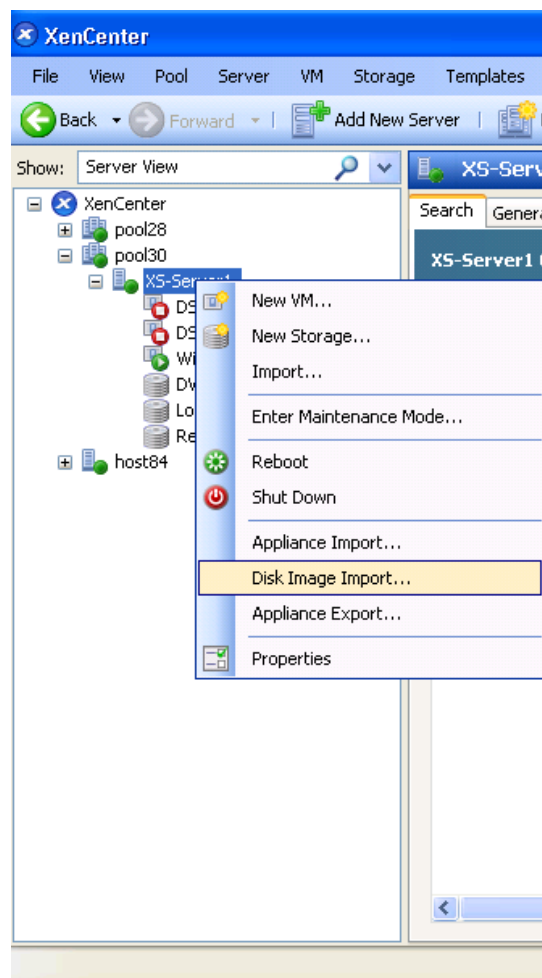 XenCenter
File View Pool Server VM Storage Templates
Back Forward Add New Server
Show: Server View
XenCenter
pool28
pool30
XS-Server1
host84
Search
XS-Server1
New VM...
New Storage...
Import...
Enter Maintenance Mode...
Reboot
Shut Down
Appliance Import...
Disk Image Import...
Appliance Export...
Properties